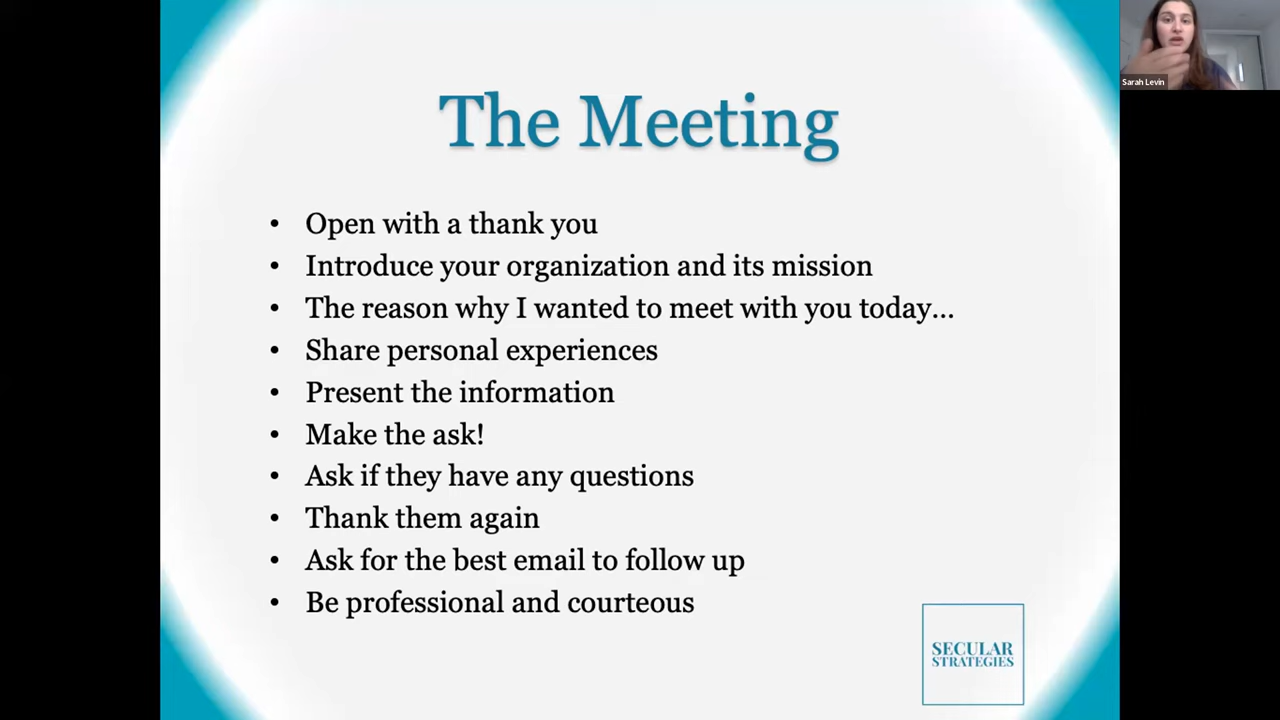 Sarah Levin
The Meeting
• Open with a thank you
• Introduce your organization and its mission
• The reason why I wanted to meet with you today...
• Share personal experiences
• Present the information
• Make the ask!
• Ask if they have any questions
• Thank them again
• Ask for the best email to follow up
• Be professional and courteous
SECULAR
STRATEGIES